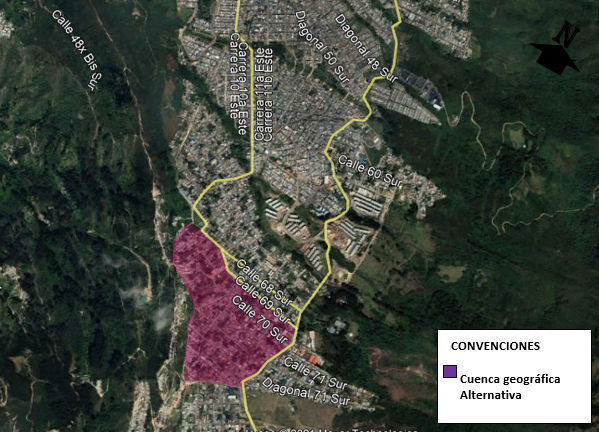 Calle 48x Bis Sur
Carrera 10 Este
Carrera 10a Este
Carrera 11a Este
Carrera 11b Este
Diagonal 50 Sur
Diagonal 48 Sur
N
Calle 60 Sur
Calle 68 Sur
Calle 69 Sur
Calle 70 Sur
Calle 71 Sur
Diagonal 71 Sur
CONVENCIONES
Cuenca geográfica
Alternativa